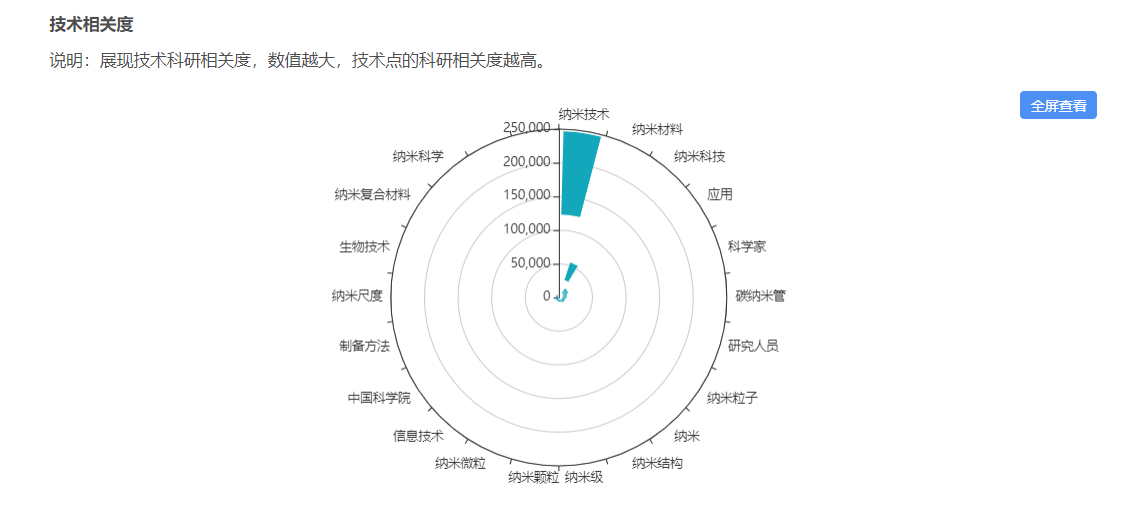 技术相关度
说明：展现技术科研相关度，数值越大，技术点的科研相关度越高。
全屏查看
纳米技术
纳米材料
纳米科技
应用
科学家
碳纳米管
研究人员
纳米粒子
纳米
纳米结构
纳米级
纳米颗粒
纳米微粒
信息技术
中国科学院
制备方法
纳米尺度
生物技术
纳米复合材料
纳米科学
250,000
200,000
150,000
100,000
50,000
0